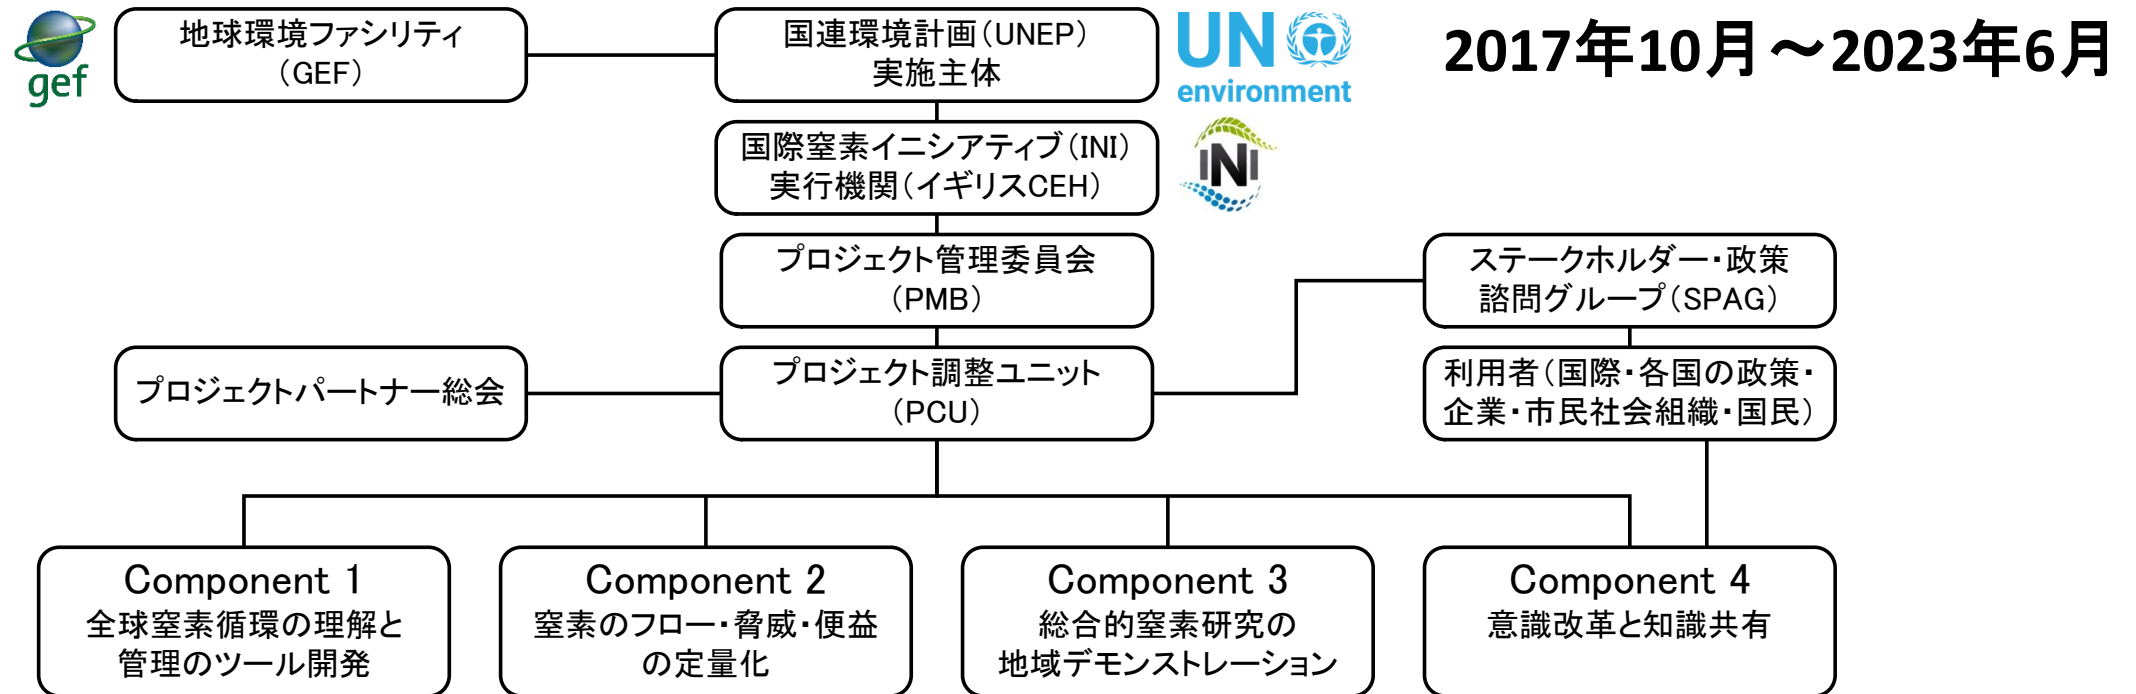 gef
地球環境ファシリティ
（GEF）
国連環境計画（UNEP）
実施主体
UN
environment
2017年10月～2023年6月
国際窒素イニシアティブ（INI）
実行機関（イギリスCEH）
INI
プロジェクト管理委員会
（PMB）
ステークホルダー・政策
諮問グループ（SPAG）
プロジェクトパートナー総会
プロジェクト調整ユニット
（PCU）
利用者（国際・各国の政策・
企業・市民社会組織・国民）
Component 1
全球窒素循環の理解と
管理のツール開発
Component 2
窒素のフロー・脅威・便益
の定量化
Component 3
総合的窒素研究の
地域デモンストレーション
Component 4
意識改革と知識共有